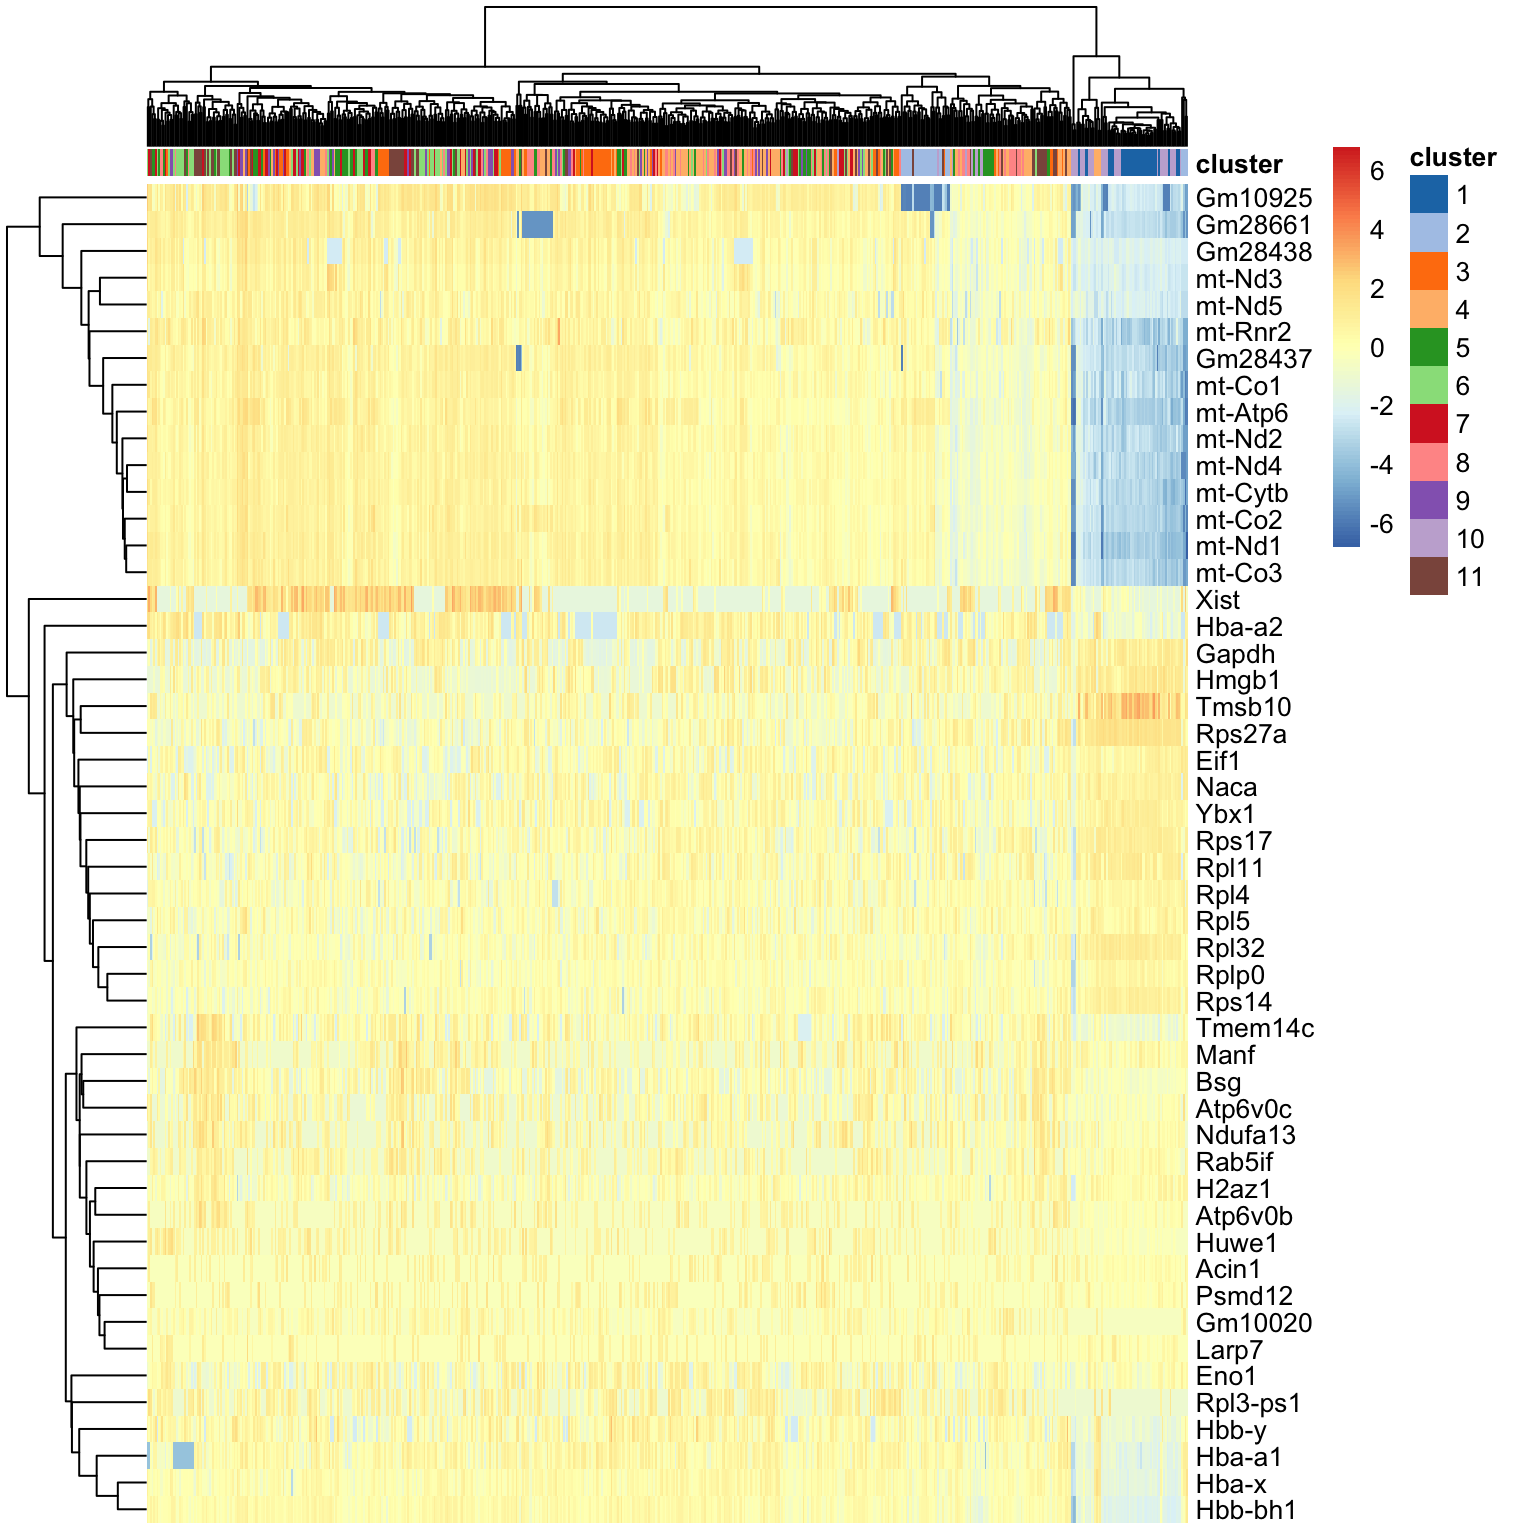 cluster
Gm10925
Gm28661
Gm28438
mt-Nd3
mt-Nd5
mt-Rnr2
Gm28437
mt-Co1
mt-Atp6
mt-Nd2
mt-Nd4
mt-Cytb
mt-Co2
mt-Nd1
mt-Co3
Xist
Hba-a2
Gapdh
Hmgb1
Tmsb10
Rps27a
Eif1
Naca
Ybx1
Rps17
Rpl11
Rpl4
Rpl5
Rpl32
Rplp0
Rps14
Tmem14c
Manf
Bsg
Atp6v0c
Ndufa13
Rab5if
H2az1
Atp6v0b
Huwe1
Acin1
Psmd12
Gm10020
Larp7
Eno1
Rpl3-ps1
Hbb-y
Hba-a1
Hba-x
Hbb-bh1
6
4
2
0
-2
-4
-6
cluster
1
2
3
4
5
6
7
8
9
10
11